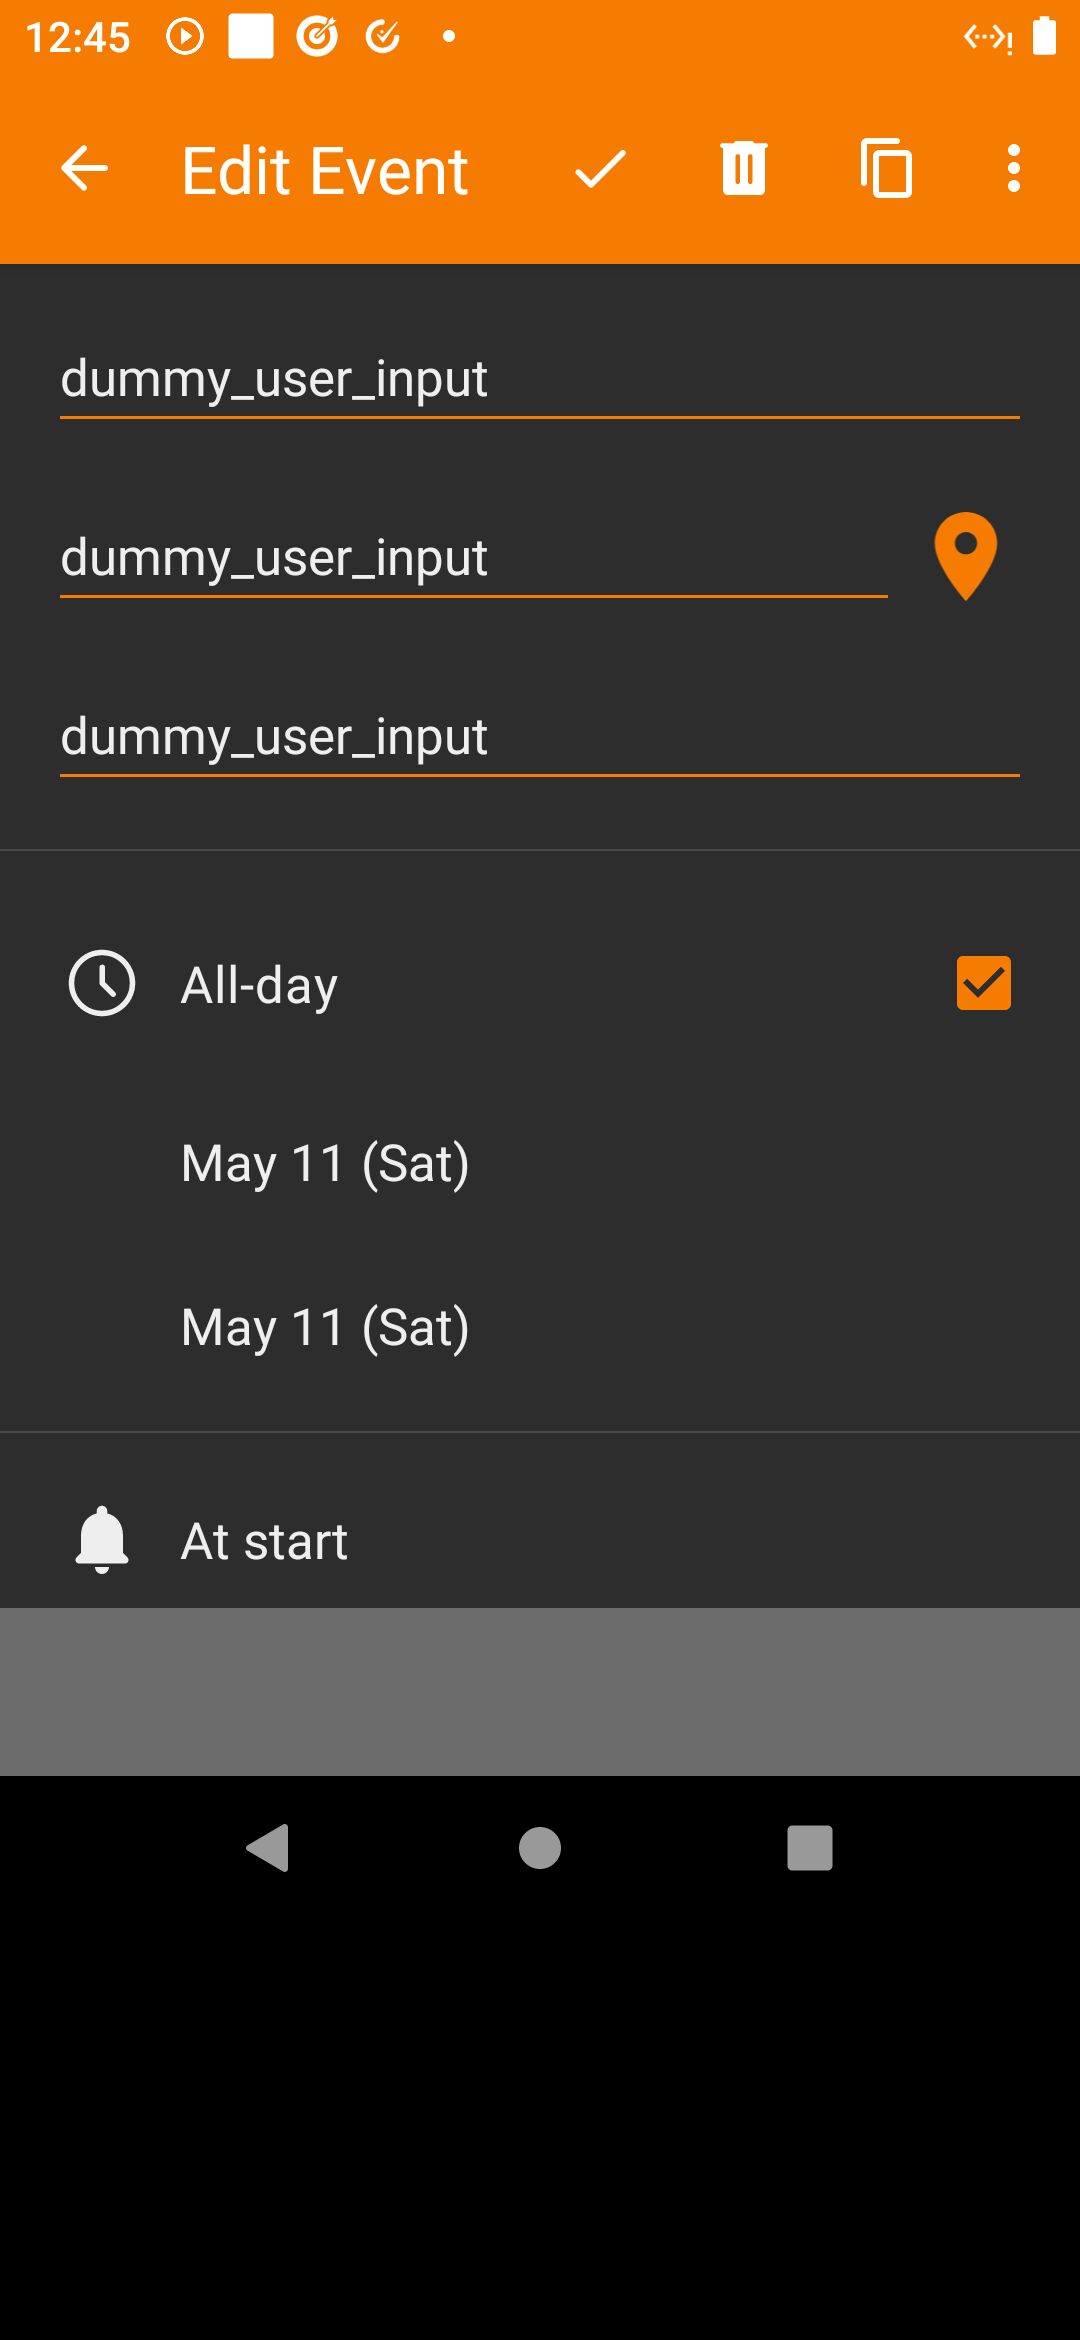 12:45
Edit Event
dummy_user_input
dummy_user_input
dummy_user_input
All-day
May 11 (Sat)
May 11 (Sat)
At start